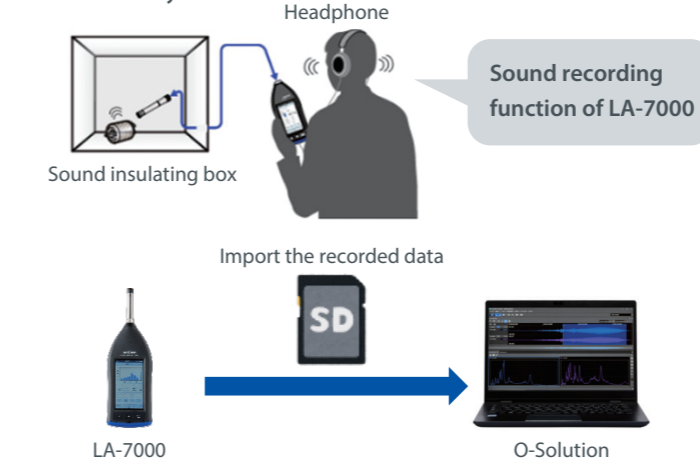 Headphone
Sound recording
function of LA-7000
Sound insulating box
Import the recorded data
SD
LA-7000
O-Solution